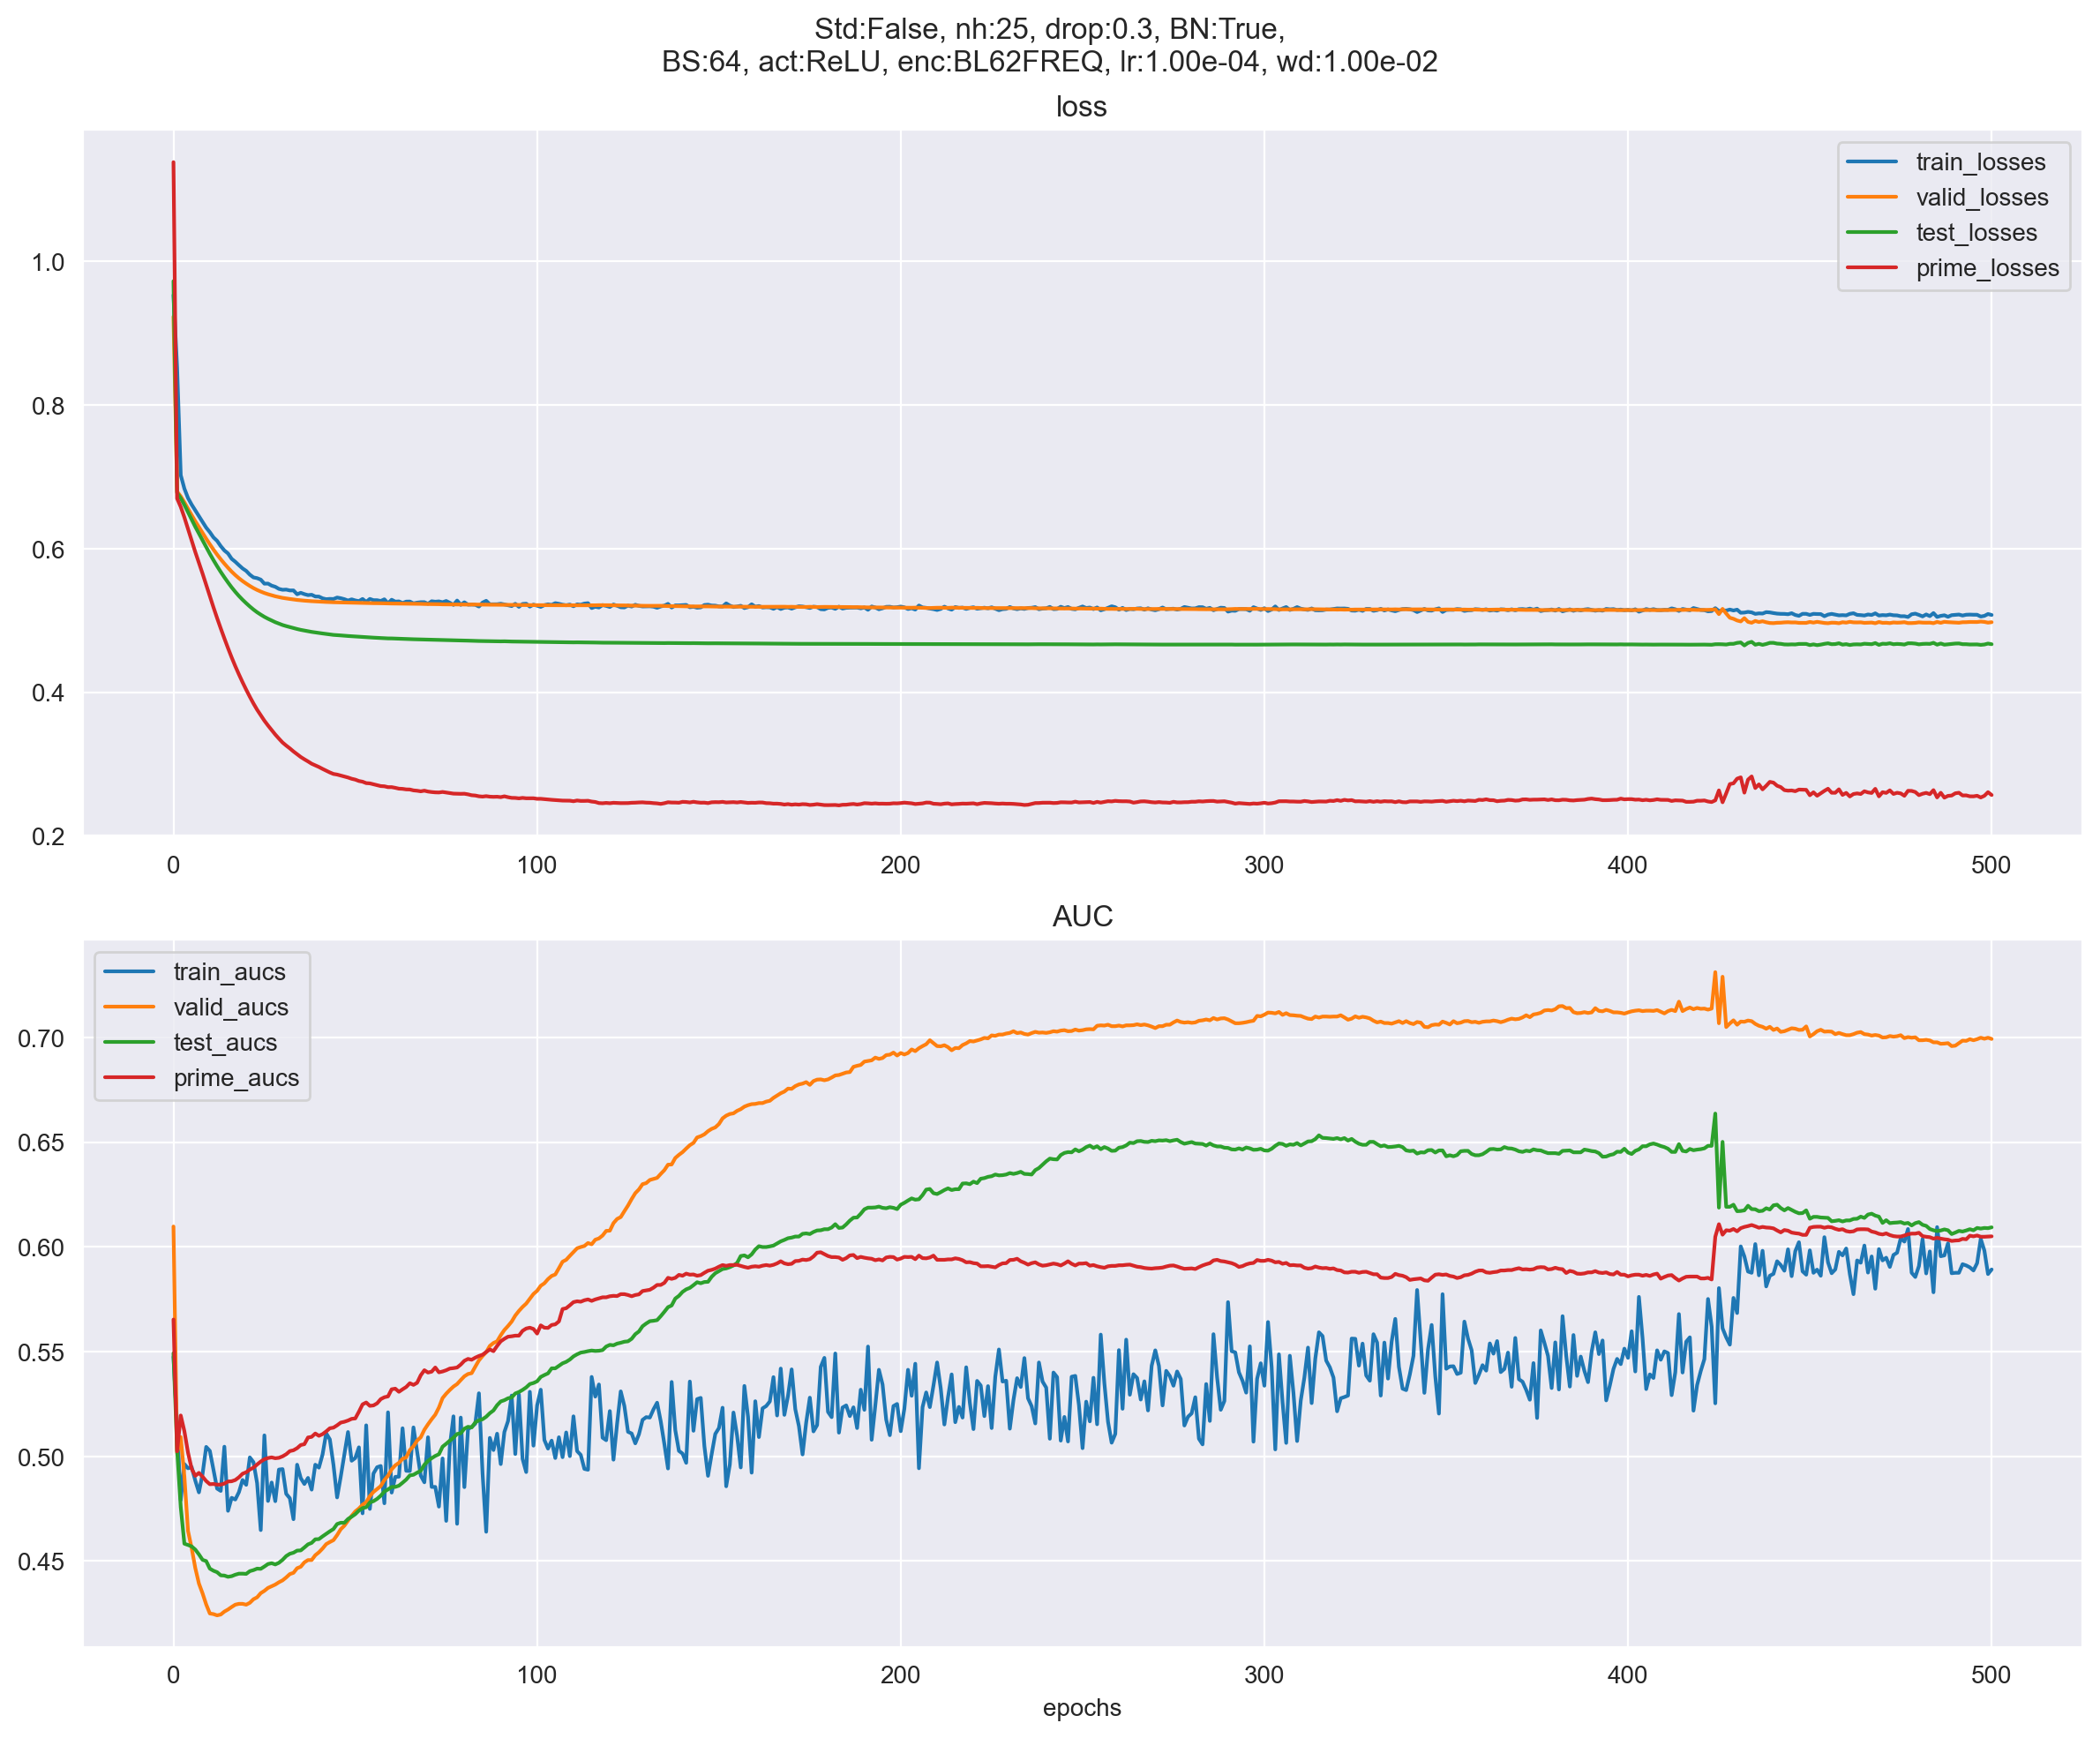 Std:False, nh:25, drop:0.3, BN:True,
BS:64, act:ReLU, enc:BL62FREQ, lr:1.00e-04, wd:1.00e-02
loss
train_losses
valid_losses
test_losses
prime_losses
1.0
0.8
0.6
0.4
0.2
0 100 200 300 400 500
AUC
train_aucs
valid_aucs
test_aucs
prime_aucs
0.70
0.65
0.60
0.55
0.50
0.45
0 100 200 300 400 500
epochs